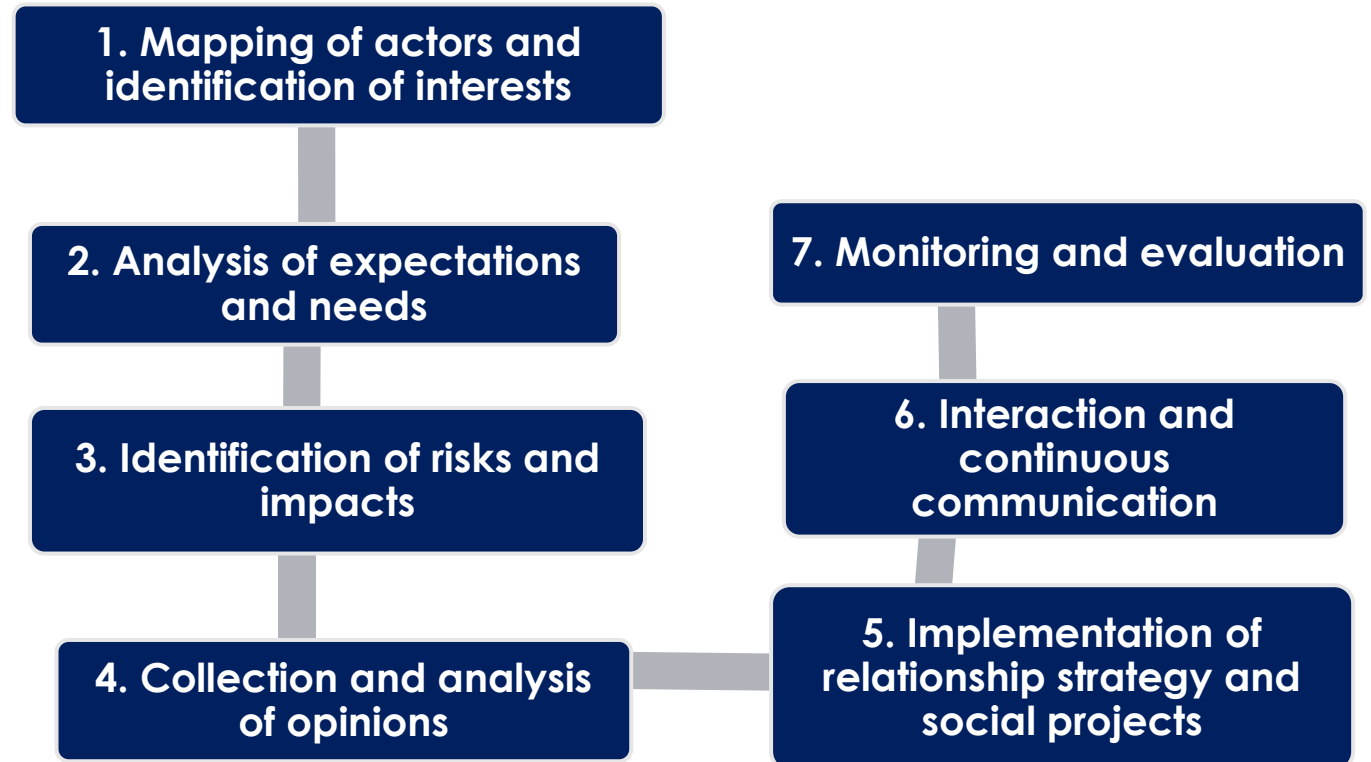 1. Mapping of actors and
identification of interests
2. Analysis of expectations
and needs
3. Identification of risks and
impacts
4. Collection and analysis
of opinions
5. Implementation of
relationship strategy and
social projects
6. Interaction and
continuous
communication
7. Monitoring and evaluation